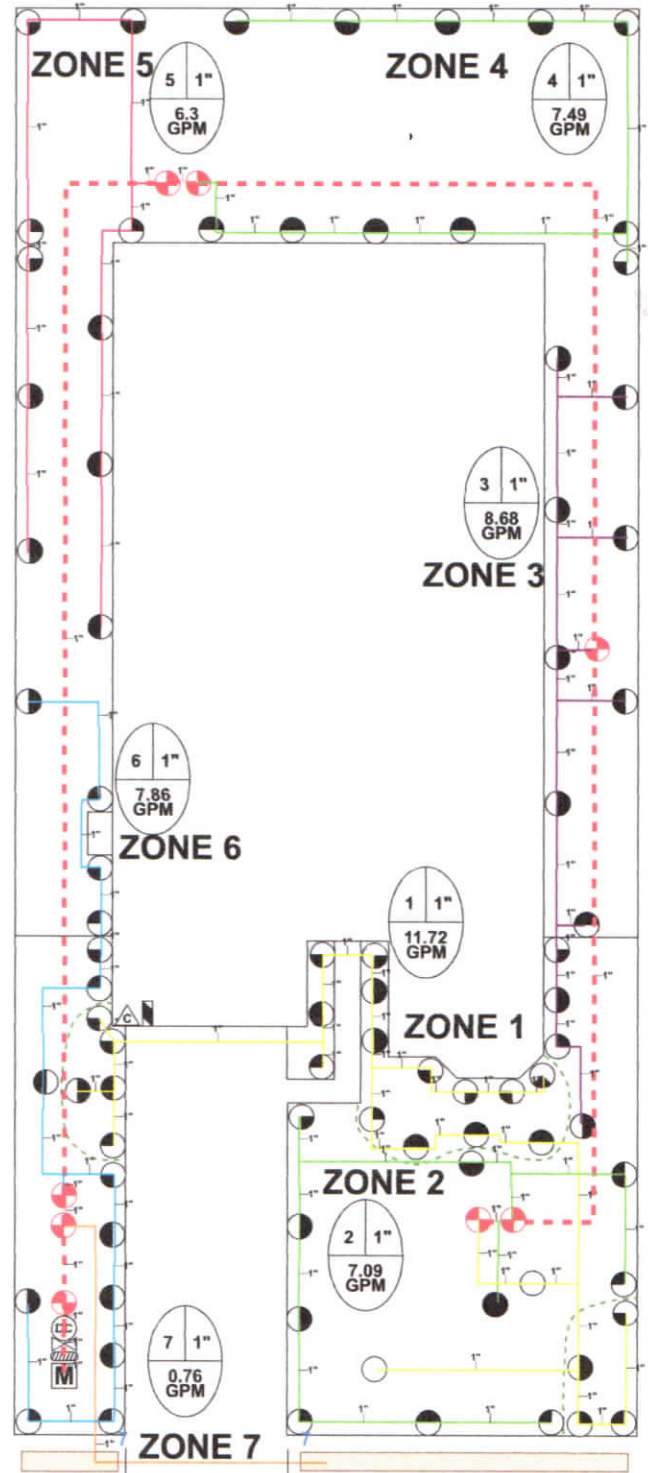 ZONE 5
5 1"
6.3
GPM
ZONE 4
4 1"
7.49
GPM
3 1"
8.68
GPM
ZONE 3
6 1"
7.86
GPM
ZONE 6
1 1"
11.72
GPM
ZONE 1
C
ZONE 2
2 1"
7.09
GPM
7 1"
0.76
GPM
DC
M
ZONE 7